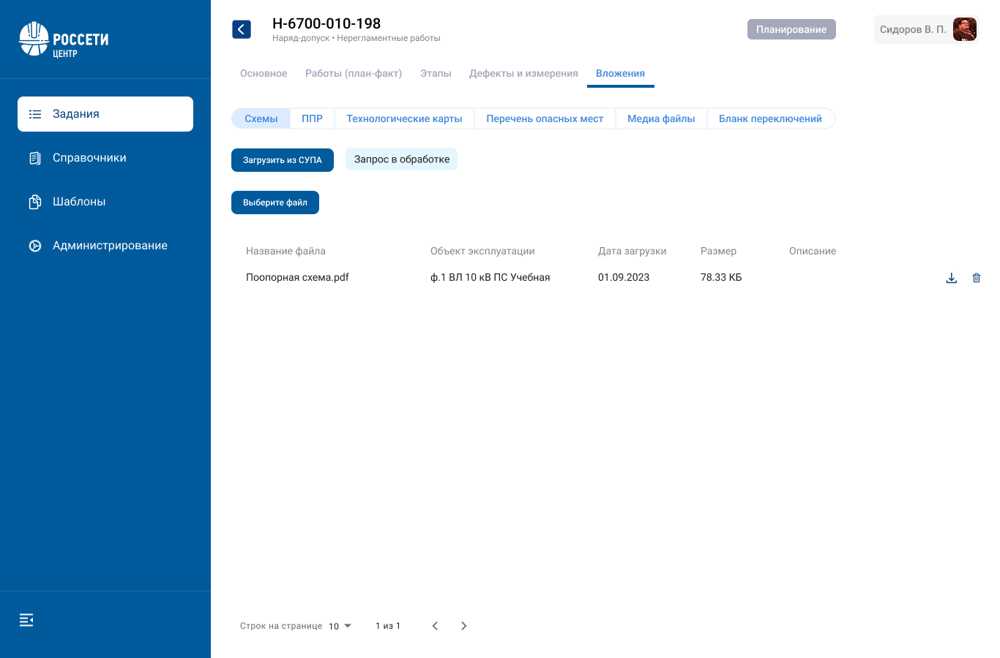 РОССЕТИ
ЦЕНТР
Задания
Справочники
Шаблоны
Администрирование
Н-6700-010-198
Наряд-допуск • Нерегламентные работы
Планирование
Сидоров В. П.
Основное Работы (план-факт) Этапы Дефекты и измерения Вложения
Схемы ППР Технологические карты Перечень опасных мест Медиа файлы Бланк переключений
Загрузить из СУПА Запрос в обработке
Выберите файл
Название файла Объект эксплуатации Дата загрузки Размер Описание
Поопорная схема.pdf ф.1 ВЛ 10 кВ ПС Учебная 01.09.2023 78.33 КБ
Строк на странице 10 1 из 1